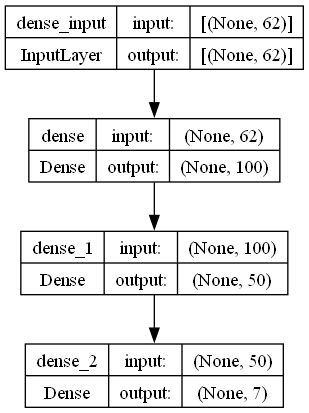 dense_input input: [(None, 62)]
InputLayer output: [(None, 62)]
dense input: (None, 62)
Dense output: (None, 100)
dense_1 input: (None, 100)
Dense output: (None, 50)
dense_2 input: (None, 50)
Dense output: (None, 7)